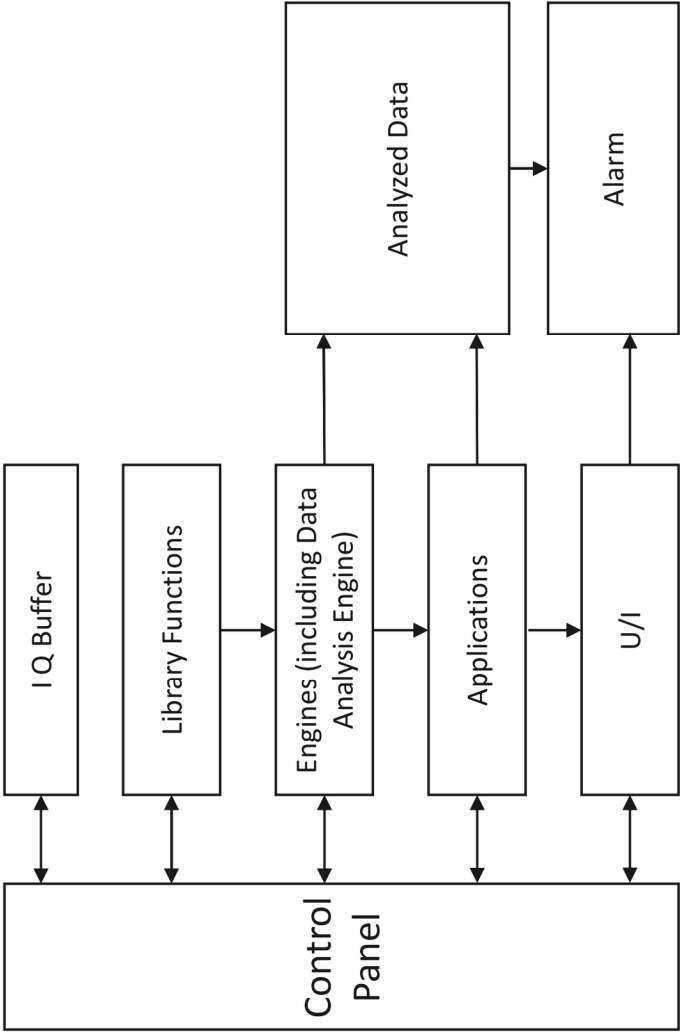 I Q Buffer
Library Functions
Engines (including Data
Analysis Engine)
Applications
U/I
Analyzed Data
Alarm
Control
Panel